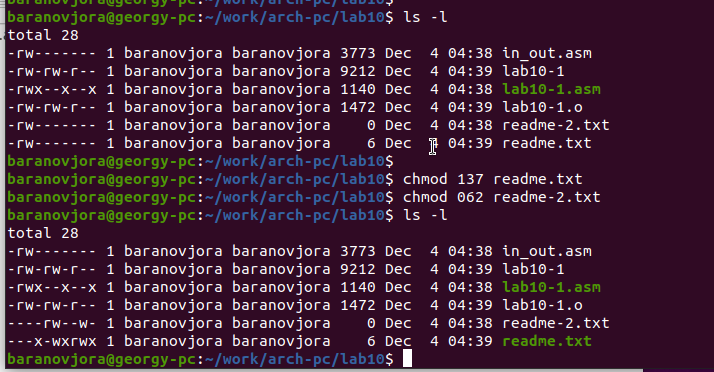 baranovjora@georgy-pc:~/work/arch-pc/lab10$
baranovjora@georgy-pc:~/work/arch-pc/lab10$ ls -l
total 28
-rw------- 1 baranovjora baranovjora 3773 Dec  4 04:38 in_out.asm
-rw-rw-r-- 1 baranovjora baranovjora 9212 Dec  4 04:39 lab10-1
-rwx--x--x 1 baranovjora baranovjora 1140 Dec  4 04:38 lab10-1.asm
-rw-rw-r-- 1 baranovjora baranovjora 1472 Dec  4 04:39 lab10-1.o
-rw------- 1 baranovjora baranovjora    0 Dec  4 04:38 readme-2.txt
-rw------- 1 baranovjora baranovjora    6 Dec  4 04:39 readme.txt
baranovjora@georgy-pc:~/work/arch-pc/lab10$
baranovjora@georgy-pc:~/work/arch-pc/lab10$ chmod 137 readme.txt
baranovjora@georgy-pc:~/work/arch-pc/lab10$ chmod 062 readme-2.txt
baranovjora@georgy-pc:~/work/arch-pc/lab10$ ls -l
total 28
-rw------- 1 baranovjora baranovjora 3773 Dec  4 04:38 in_out.asm
-rw-rw-r-- 1 baranovjora baranovjora 9212 Dec  4 04:39 lab10-1
-rwx--x--x 1 baranovjora baranovjora 1140 Dec  4 04:38 lab10-1.asm
-rw-rw-r-- 1 baranovjora baranovjora 1472 Dec  4 04:39 lab10-1.o
----rw--w- 1 baranovjora baranovjora    0 Dec  4 04:38 readme-2.txt
---x-wxrwx 1 baranovjora baranovjora    6 Dec  4 04:39 readme.txt
baranovjora@georgy-pc:~/work/arch-pc/lab10$